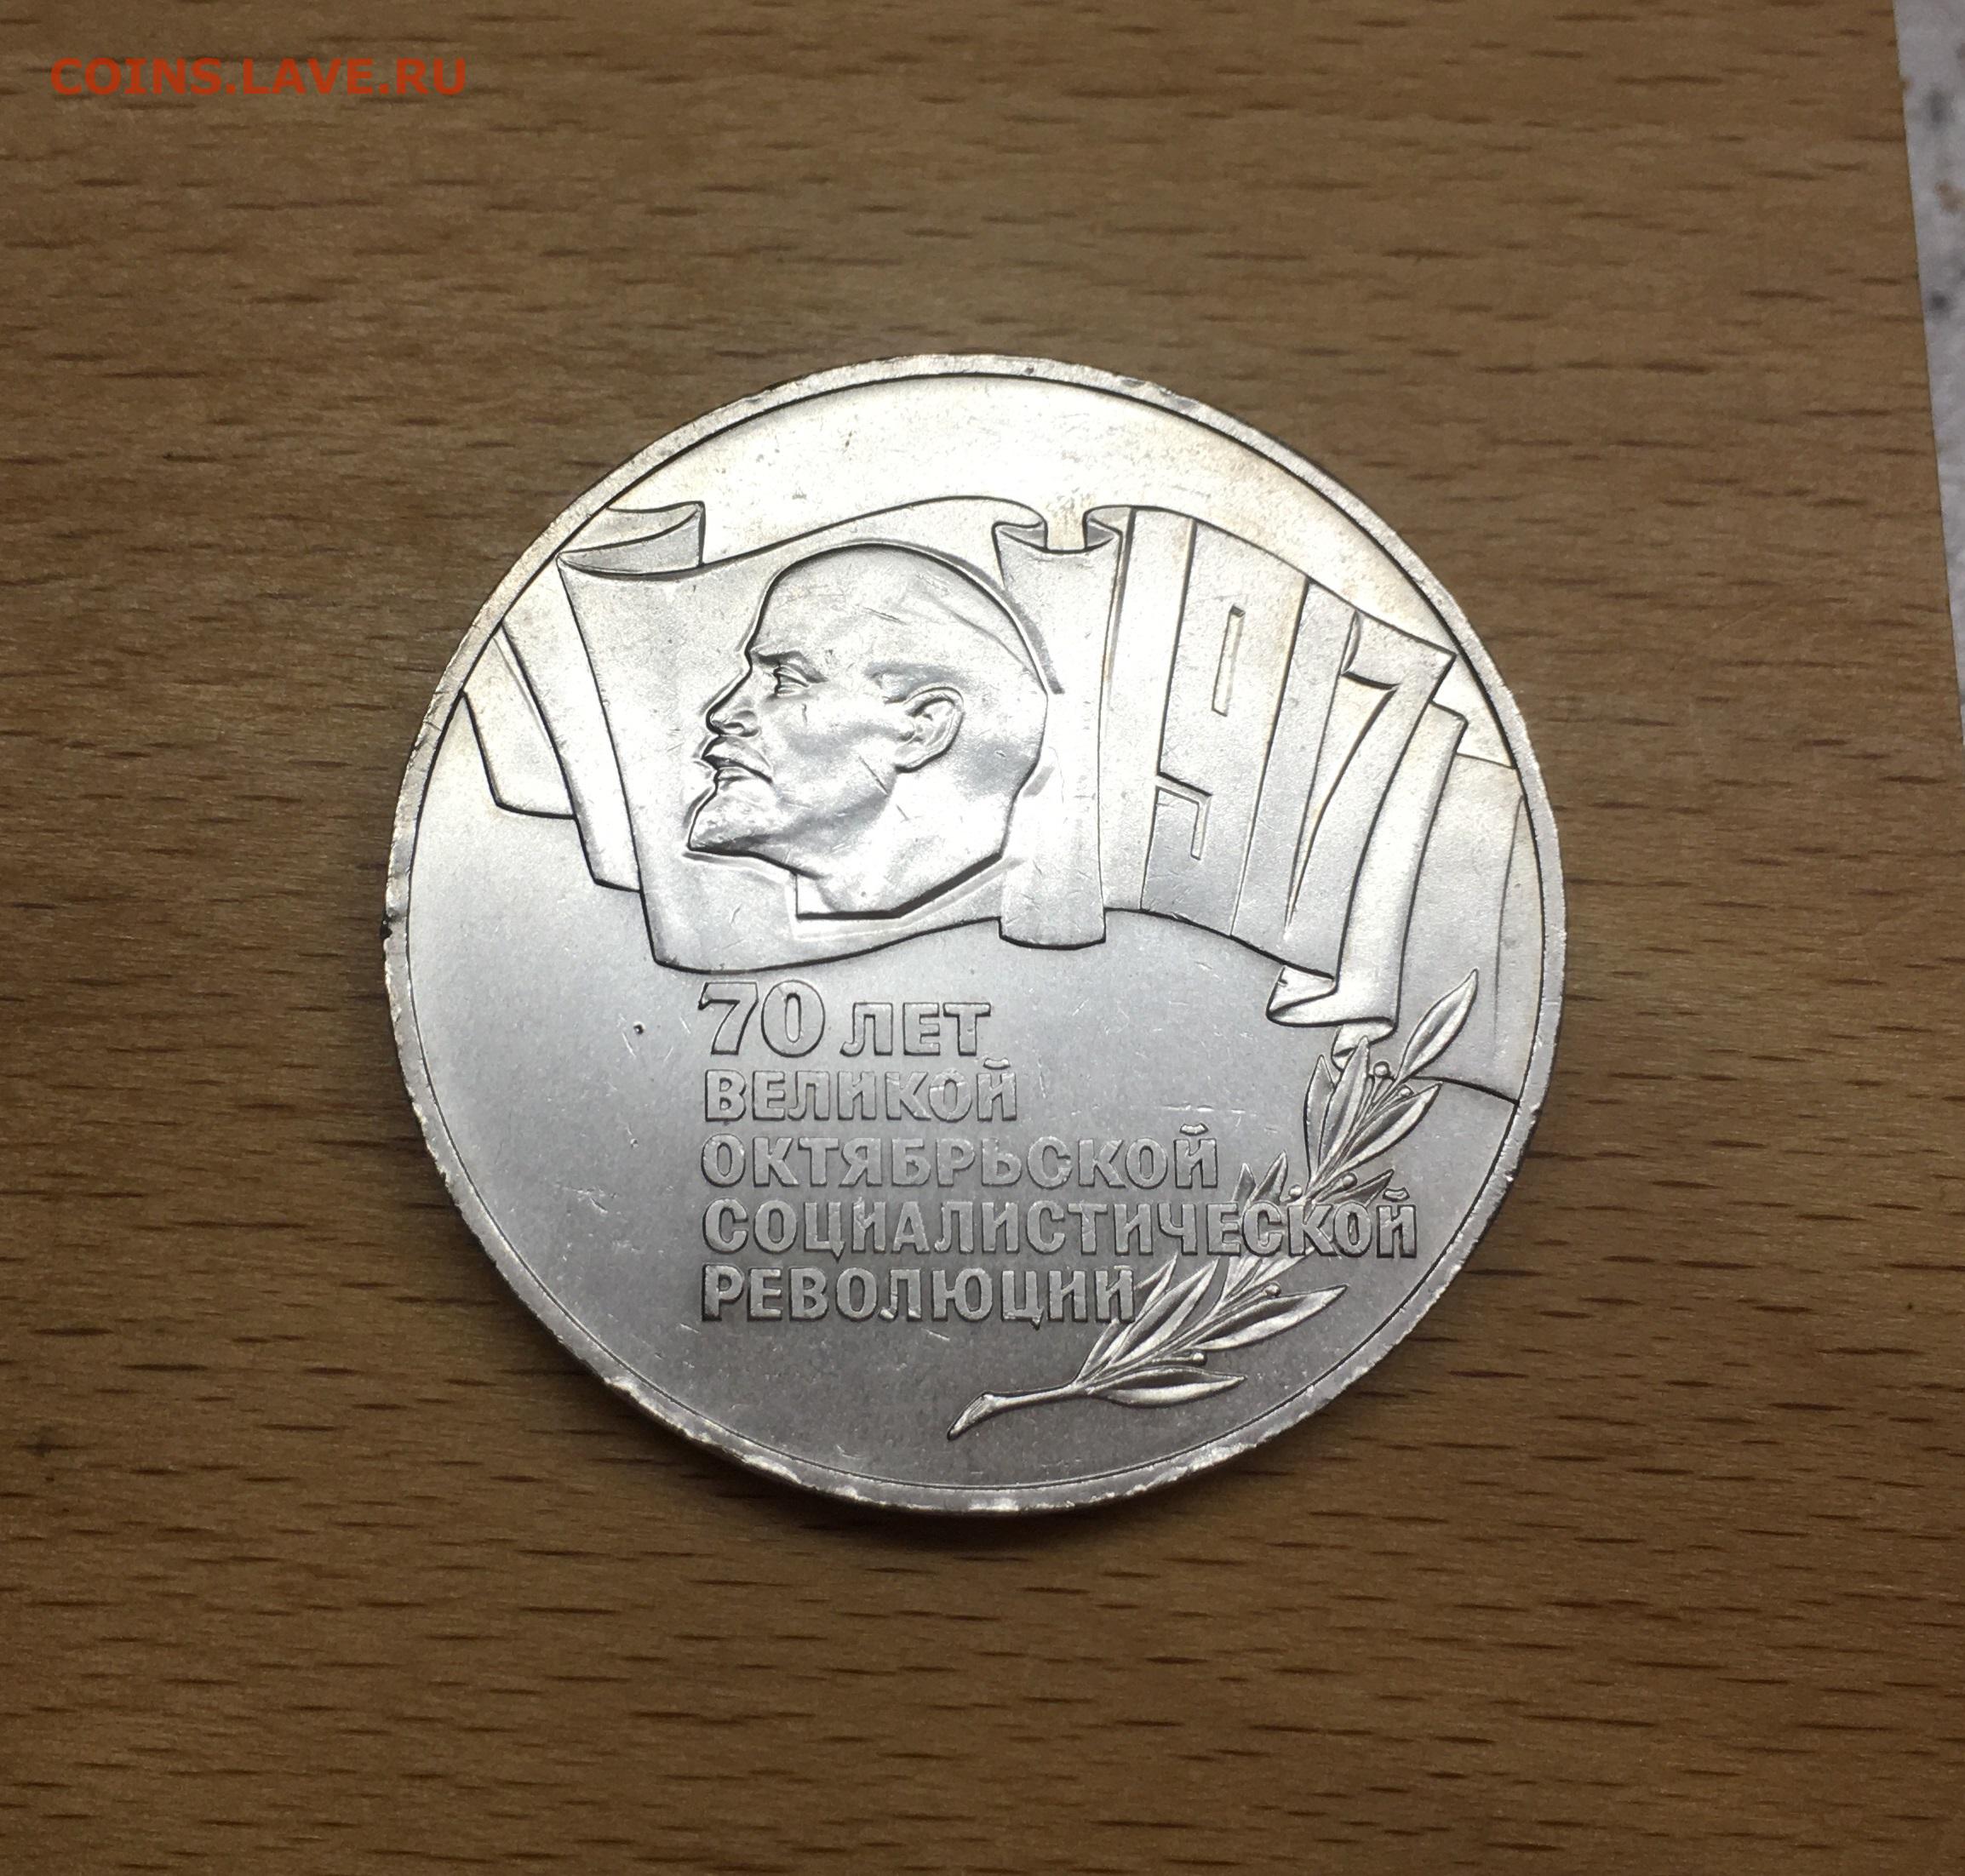 COINS.LAVE.RU
1917
70 ЛЕТ
ВЕЛИКОЙ
ОКТЯБРЬСКОЙ
СОЦИАЛИСТИЧЕСКОЙ
РЕВОЛЮЦИИ